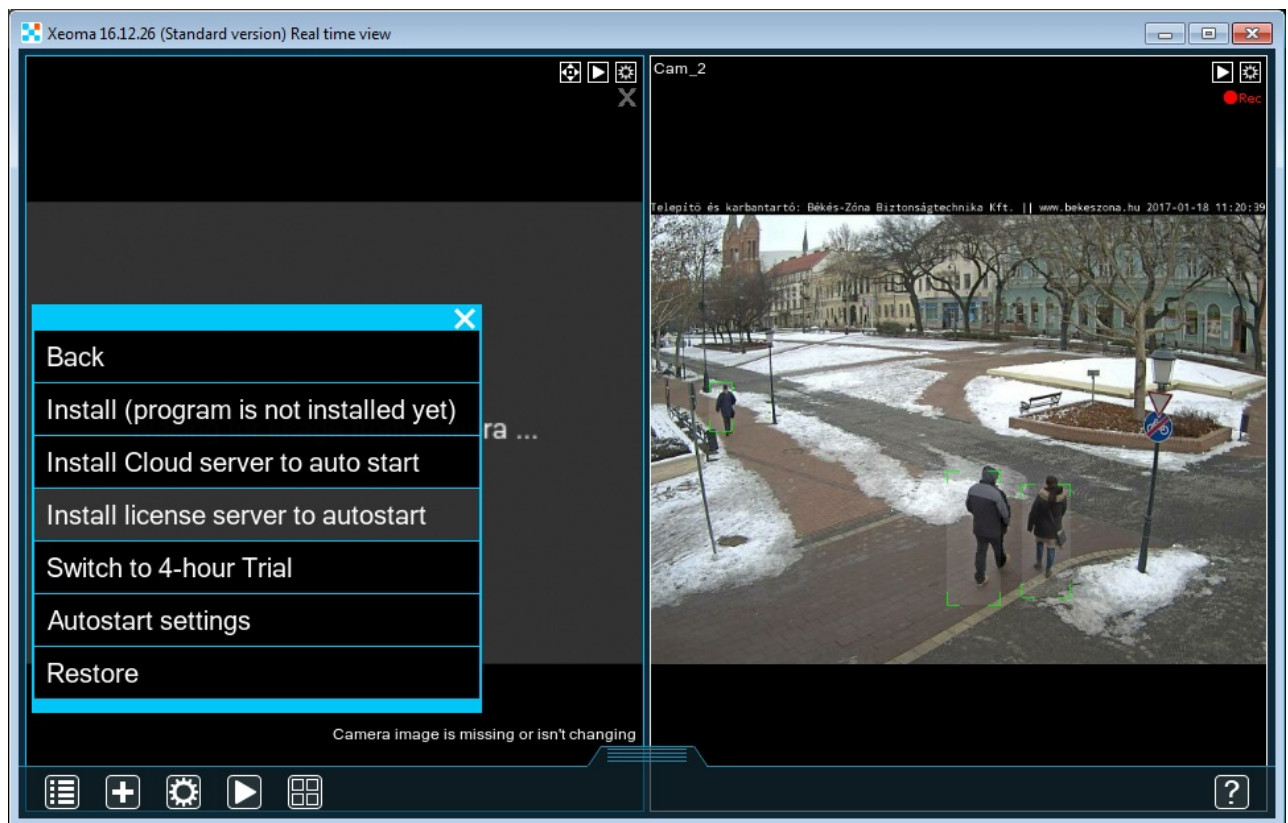 Xeoma 16.12.26 (Standard version) Real time view
Cam_2
Rec
Telepítő és karbantartó: Békés-Zóna Biztonságtechnika Kft. || www.bekeszona.hu 2017-01-18 11:20:39
X
Back
Install (program is not installed yet)
Install Cloud server to auto start
ra ...
Install license server to autostart
Switch to 4-hour Trial
Autostart settings
Restore
Camera image is missing or isn't changing
?